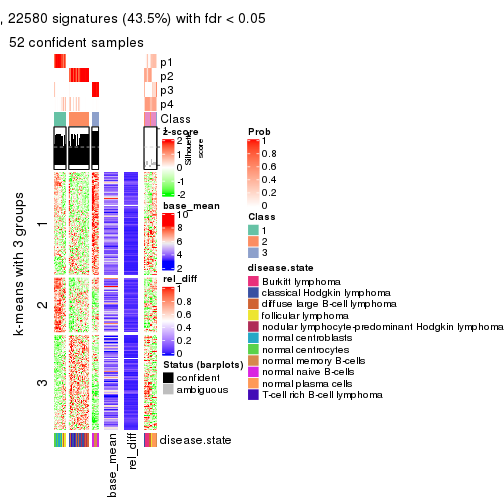 , 22580 signatures (43.5%) with fdr < 0.05
52 confident samples
p1
p2
p3
p4
Class
Silhouette
score
z-score
2
1
0
-1
-2
base_mean
10
8
6
4
2
rel_diff
1
0.8
0.6
0.4
0.2
0
Status (barplots)
confident
ambiguous
Prob
1
0.8
0.6
0.4
0.2
0
Class
1
2
3
disease.state
Burkitt lymphoma
classical Hodgkin lymphoma
diffuse large B-cell lymphoma
follicular lymphoma
nodular lymphocyte-predominant Hodgkin lymphoma
normal centroblasts
normal centrocytes
normal memory B-cells
normal naive B-cells
normal plasma cells
T-cell rich B-cell lymphoma
k-means with 3 groups
1
2
3
base_mean
rel_diff
disease.state